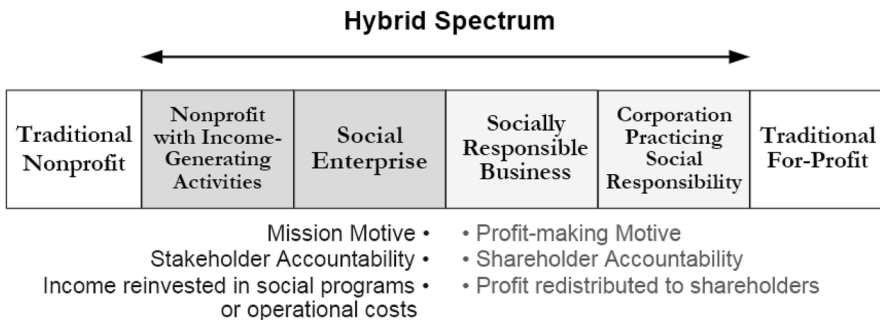 Hybrid Spectrum
Traditional
Nonprofit
Nonprofit
with Income-
Generating
Activities
Social
Enterprise
Socially
Responsible
Business
Corporation
Practicing
Social
Responsibility
Traditional
For-Profit
Mission Motive •
Stakeholder Accountability •
Income reinvested in social programs •
or operational costs
• Profit-making Motive
• Shareholder Accountability
• Profit redistributed to shareholders